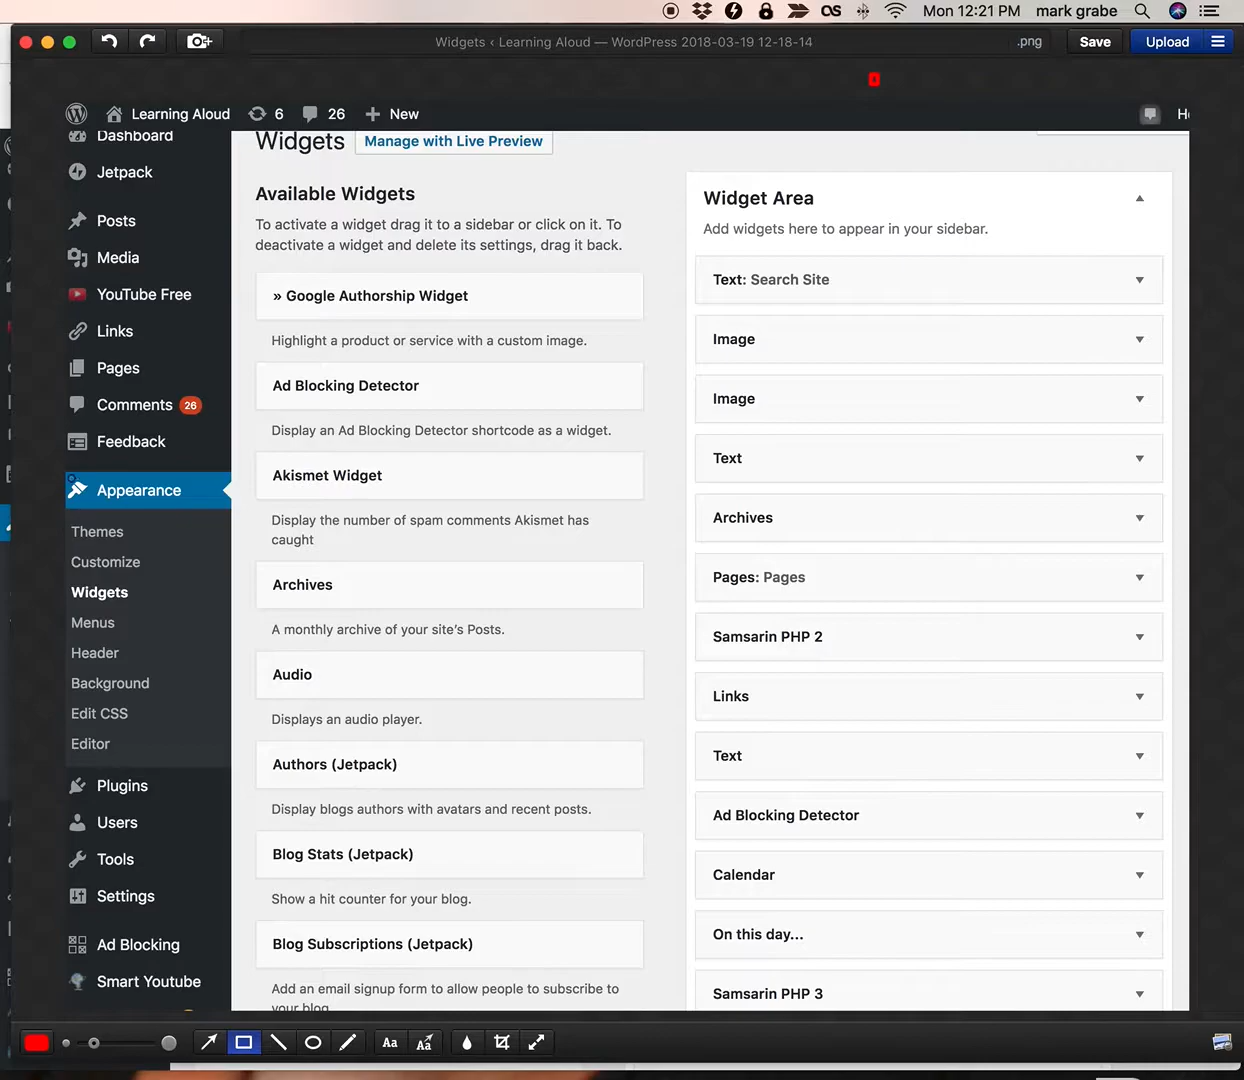 OS
Mon 12:21 PM mark grabe
Widgets ‹ Learning Aloud — WordPress 2018-03-19 12-18-14
.png
Save
Upload
Learning Aloud
6
26
New
Dashboard
Jetpack
Posts
Media
YouTube Free
Links
Pages
Comments 26
Feedback
Appearance
Themes
Customize
Widgets
Menus
Header
Background
Edit CSS
Editor
Plugins
Users
Tools
Settings
Ad Blocking
Smart Youtube
Widgets
Manage with Live Preview
Available Widgets
To activate a widget drag it to a sidebar or click on it. To
deactivate a widget and delete its settings, drag it back.
» Google Authorship Widget
Highlight a product or service with a custom image.
Ad Blocking Detector
Display an Ad Blocking Detector shortcode as a widget.
Akismet Widget
Display the number of spam comments Akismet has
caught
Archives
A monthly archive of your site's Posts.
Audio
Displays an audio player.
Authors (Jetpack)
Display blogs authors with avatars and recent posts.
Blog Stats (Jetpack)
Show a hit counter for your blog.
Blog Subscriptions (Jetpack)
Add an email signup form to allow people to subscribe to
your blog
Widget Area
Add widgets here to appear in your sidebar.
Text: Search Site
Image
Image
Text
Archives
Pages: Pages
Samsarin PHP 2
Links
Text
Ad Blocking Detector
Calendar
On this day...
Samsarin PHP 3
Aa
Aa